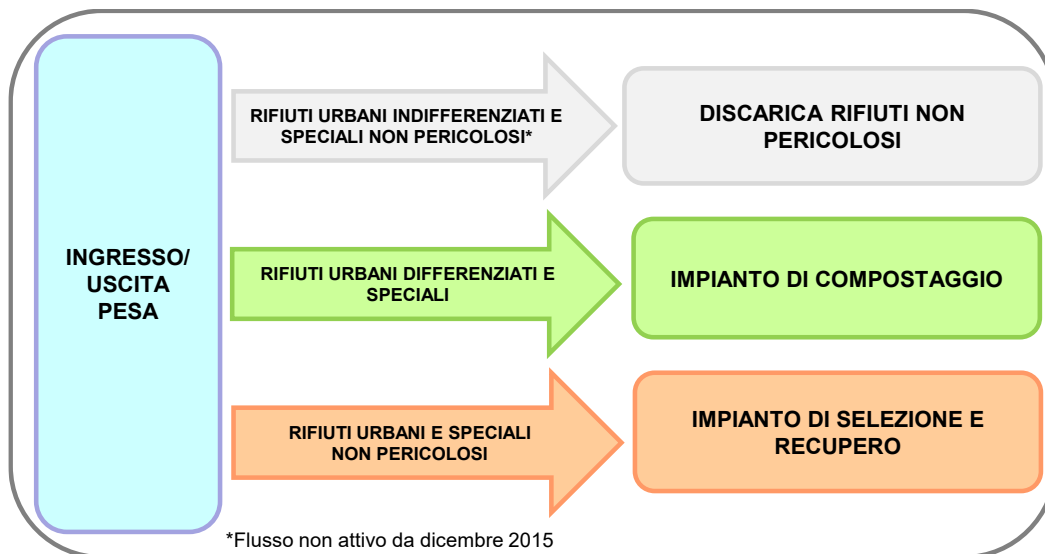 INGRESSO/
USCITA
PESA
RIFIUTI URBANI INDIFFERENZIATI E
SPECIALI NON PERICOLOSI*
DISCARICA RIFIUTI NON
PERICOLOSI
RIFIUTI URBANI DIFFERENZIATI E
SPECIALI
IMPIANTO DI COMPOSTAGGIO
RIFIUTI URBANI E SPECIALI
NON PERICOLOSI
IMPIANTO DI SELEZIONE E
RECUPERO
*Flusso non attivo da dicembre 2015